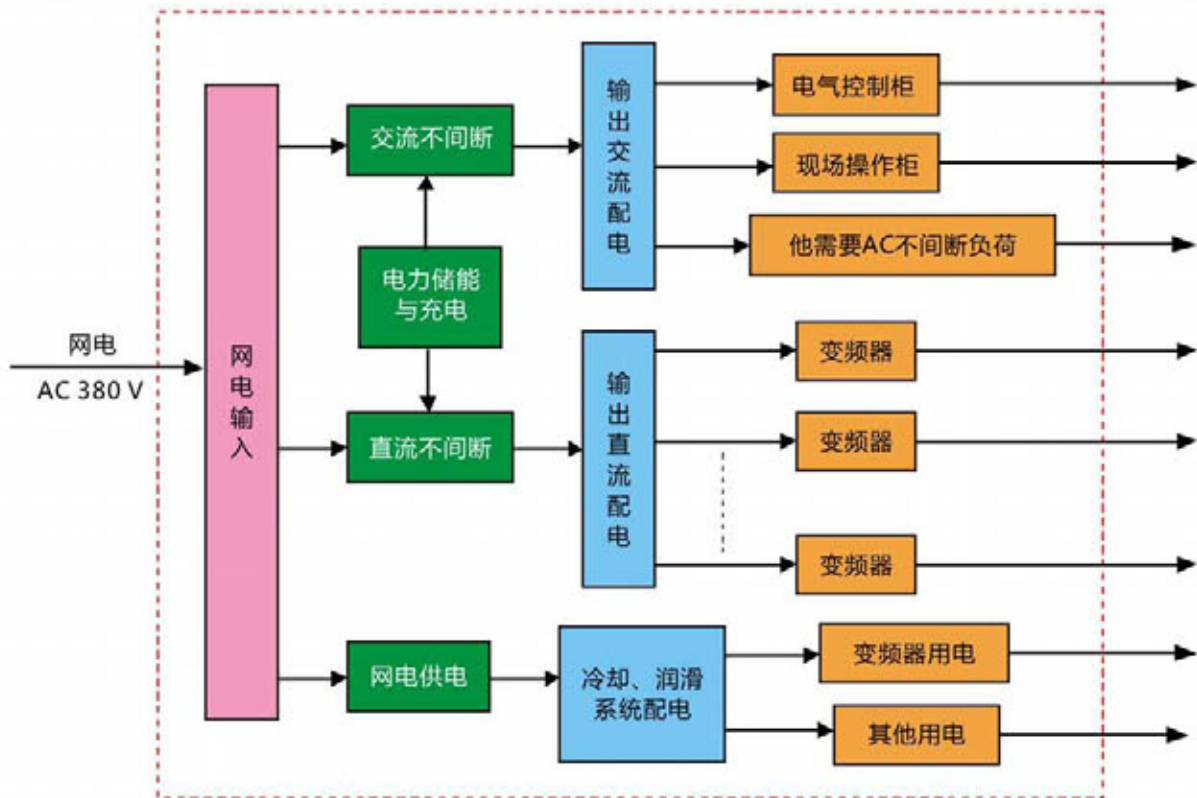 网电
AC 380 V
网电输入
交流不间断
电力储能
与充电
直流不间断
网电供电
输出交流配电
输出直流配电
冷却、润滑
系统配电
电气控制柜
现场操作柜
他需要AC不间断负荷
变频器
变频器
变频器
变频器用电
其他用电